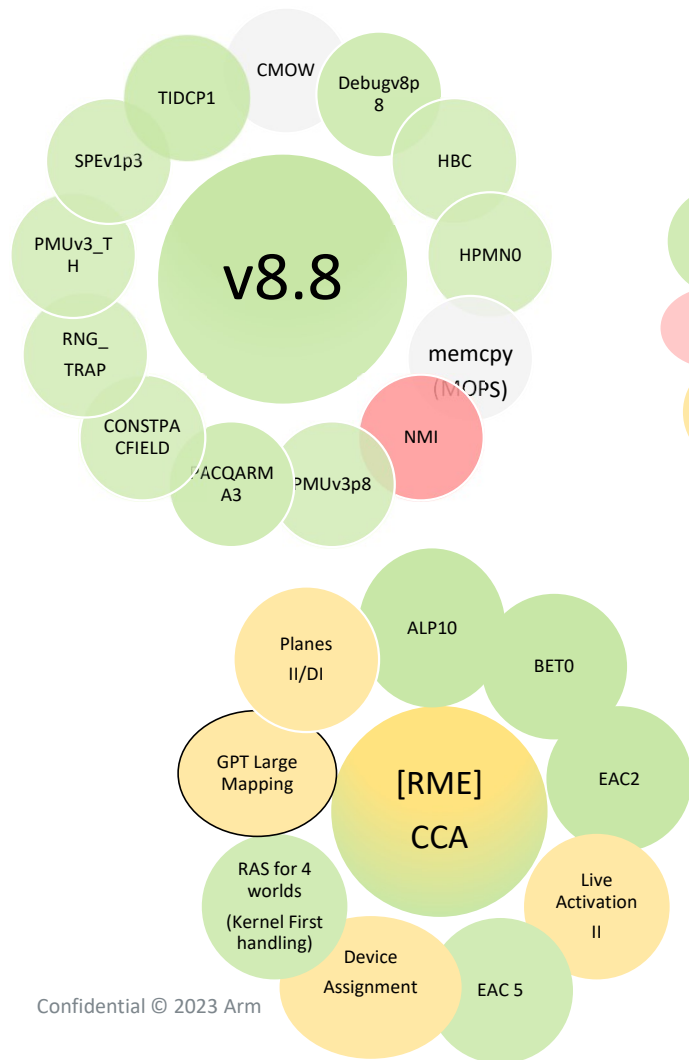 CMOW
Debugv8p
8
TIDCP1
HBC
SPEv1p3
HPMN0
PMUv3_T
H
v8.8
memcpy
(MOPS)
RNG_
TRAP
NMI
CONSTPA
CFIELD
PACQARM
A3
PMUv3p8
ALP10
Planes
II/DI
BET0
GPT Large
Mapping
[RME]
CCA
EAC2
RAS for 4
worlds
(Kernel First
handling)
Live
Activation
II
Device
Assignment
EAC 5
Confidential © 2023 Arm